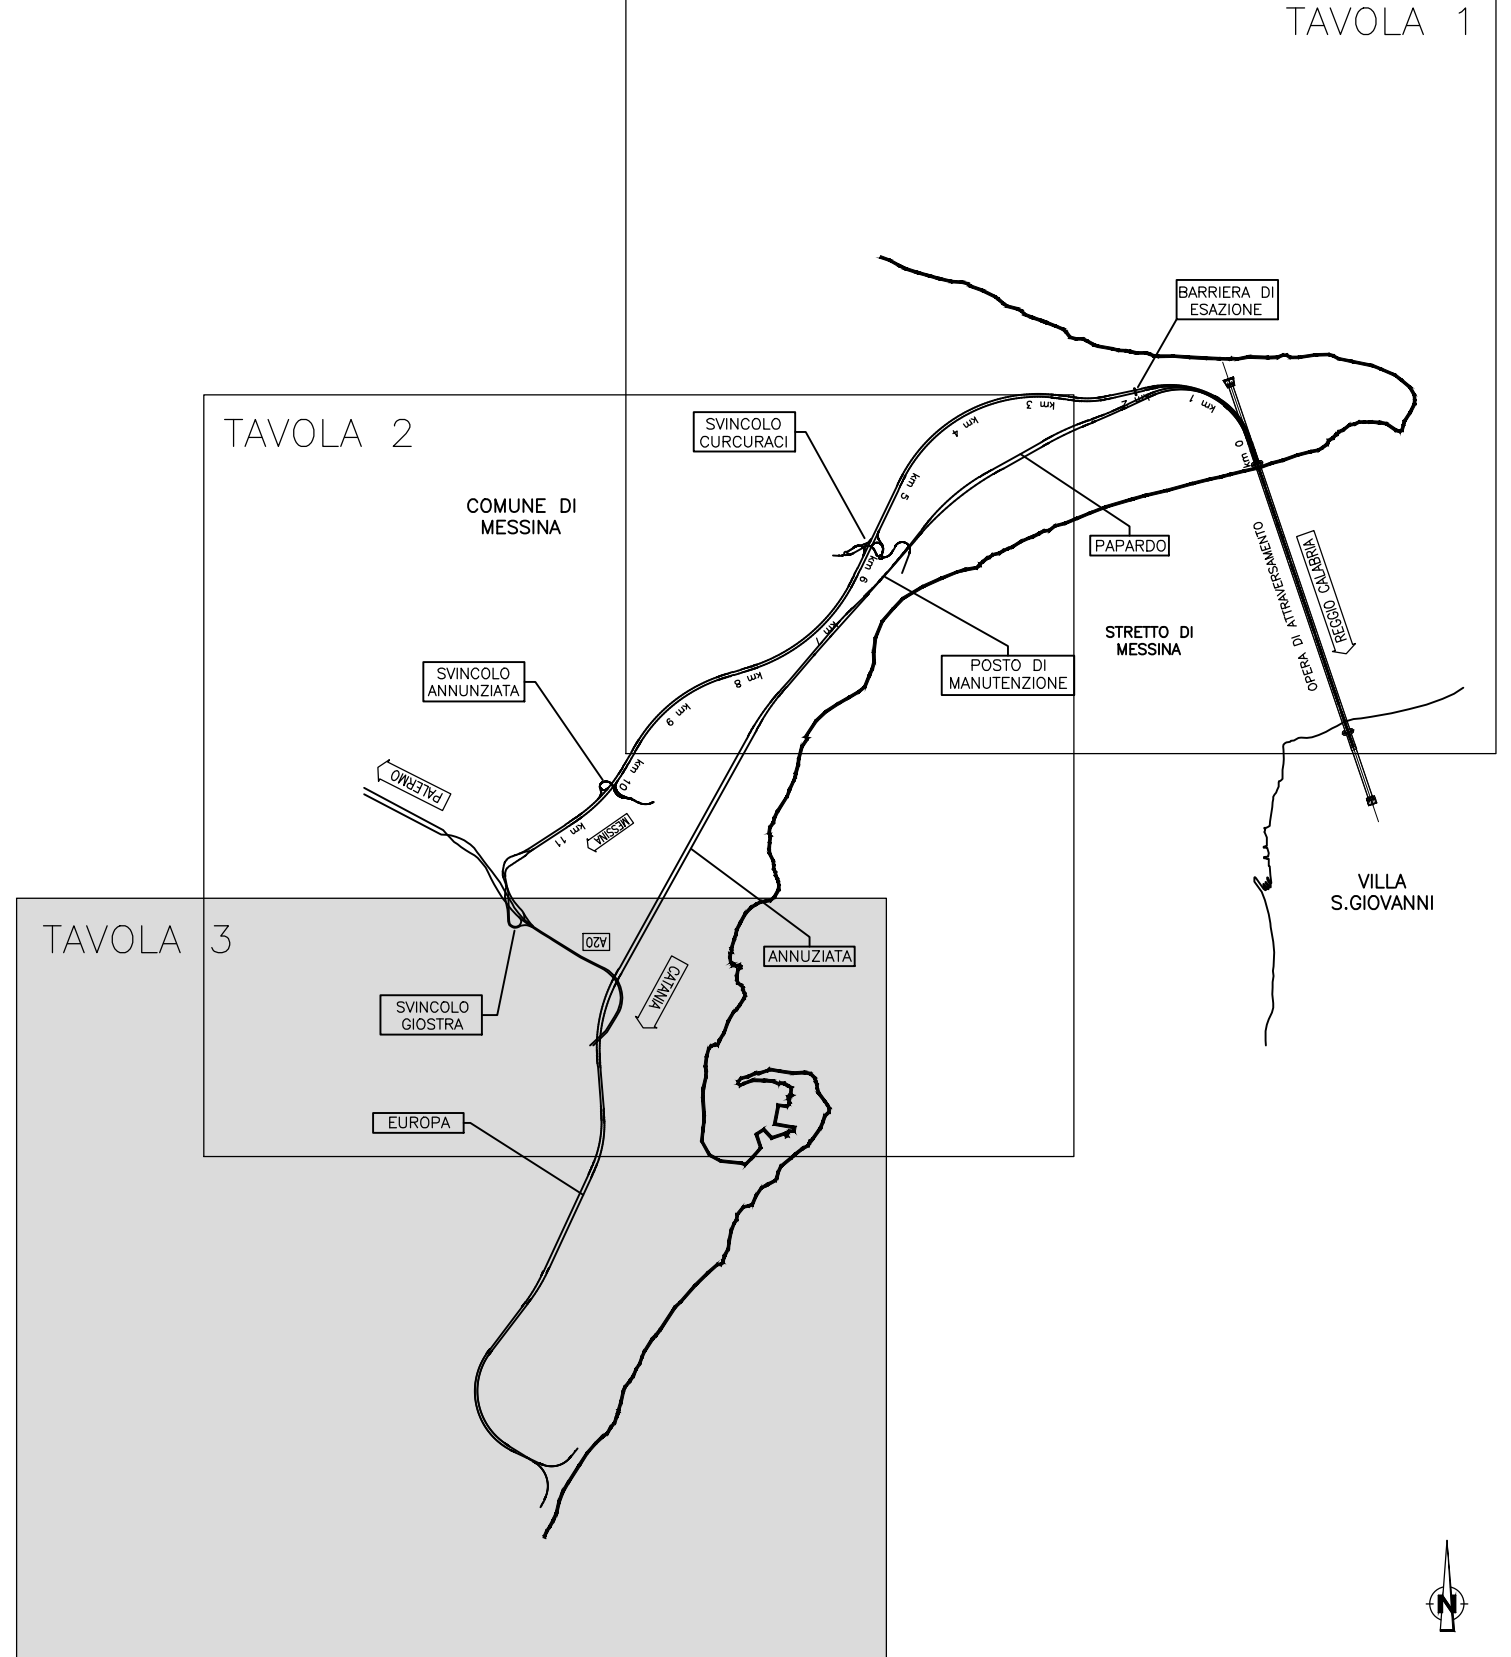 TAVOLA 1
BARRIERA DI
ESAZIONE
TAVOLA 2
SVINCOLO
CURCURACI
COMUNE DI
MESSINA
km 0
km 1
km 2
km 3
km 4
km 5
km 6
km 7
km 8
km 9
km 10
km 11
PAPARDO
OPERA DI ATTRAVERSAMENTO
REGGIO CALABRIA
STRETTO DI
MESSINA
POSTO DI
MANUTENZIONE
SVINCOLO
ANNUNZIATA
PALERMO
MESSINA
VILLA
S.GIOVANNI
TAVOLA 3
A20
ANNUZIATA
CATANIA
SVINCOLO
GIOSTRA
EUROPA
N